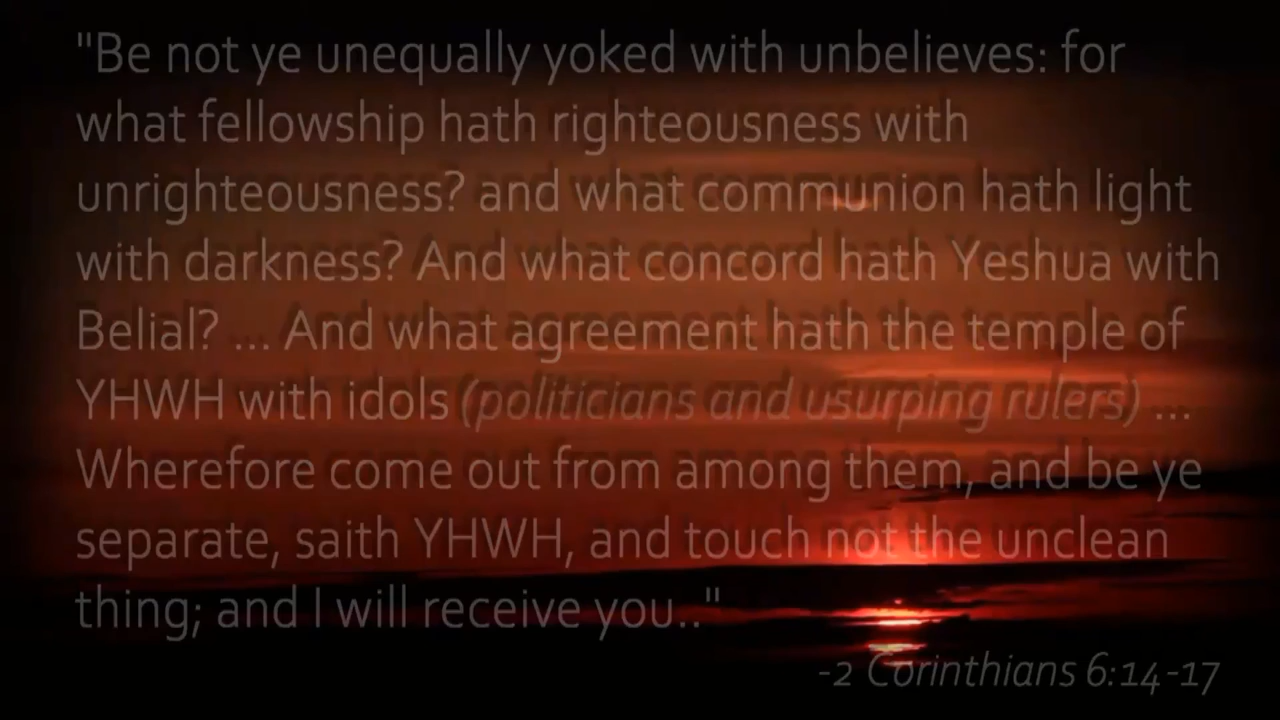 "Be not ye unequally yoked with unbelieves: for
what fellowship hath righteousness with
unrighteousness? and what communion hath light
with darkness? And what concord hath Yeshua with
Belial? ... And what agreement hath the temple of
YHWH with idols (politicians and usurping rulers) ...
Wherefore come out from among them, and be ye
separate, saith YHWH, and touch not the unclean
thing; and I will receive you.."
-2 Corinthians 6:14-17